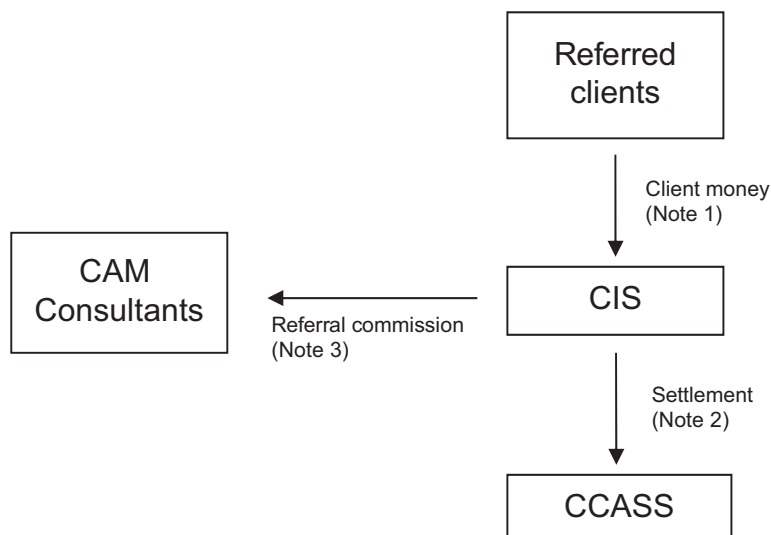 Referred
clients
Client money
(Note 1)
CAM
Consultants
CIS
Referral commission
(Note 3)
Settlement
(Note 2)
CCASS